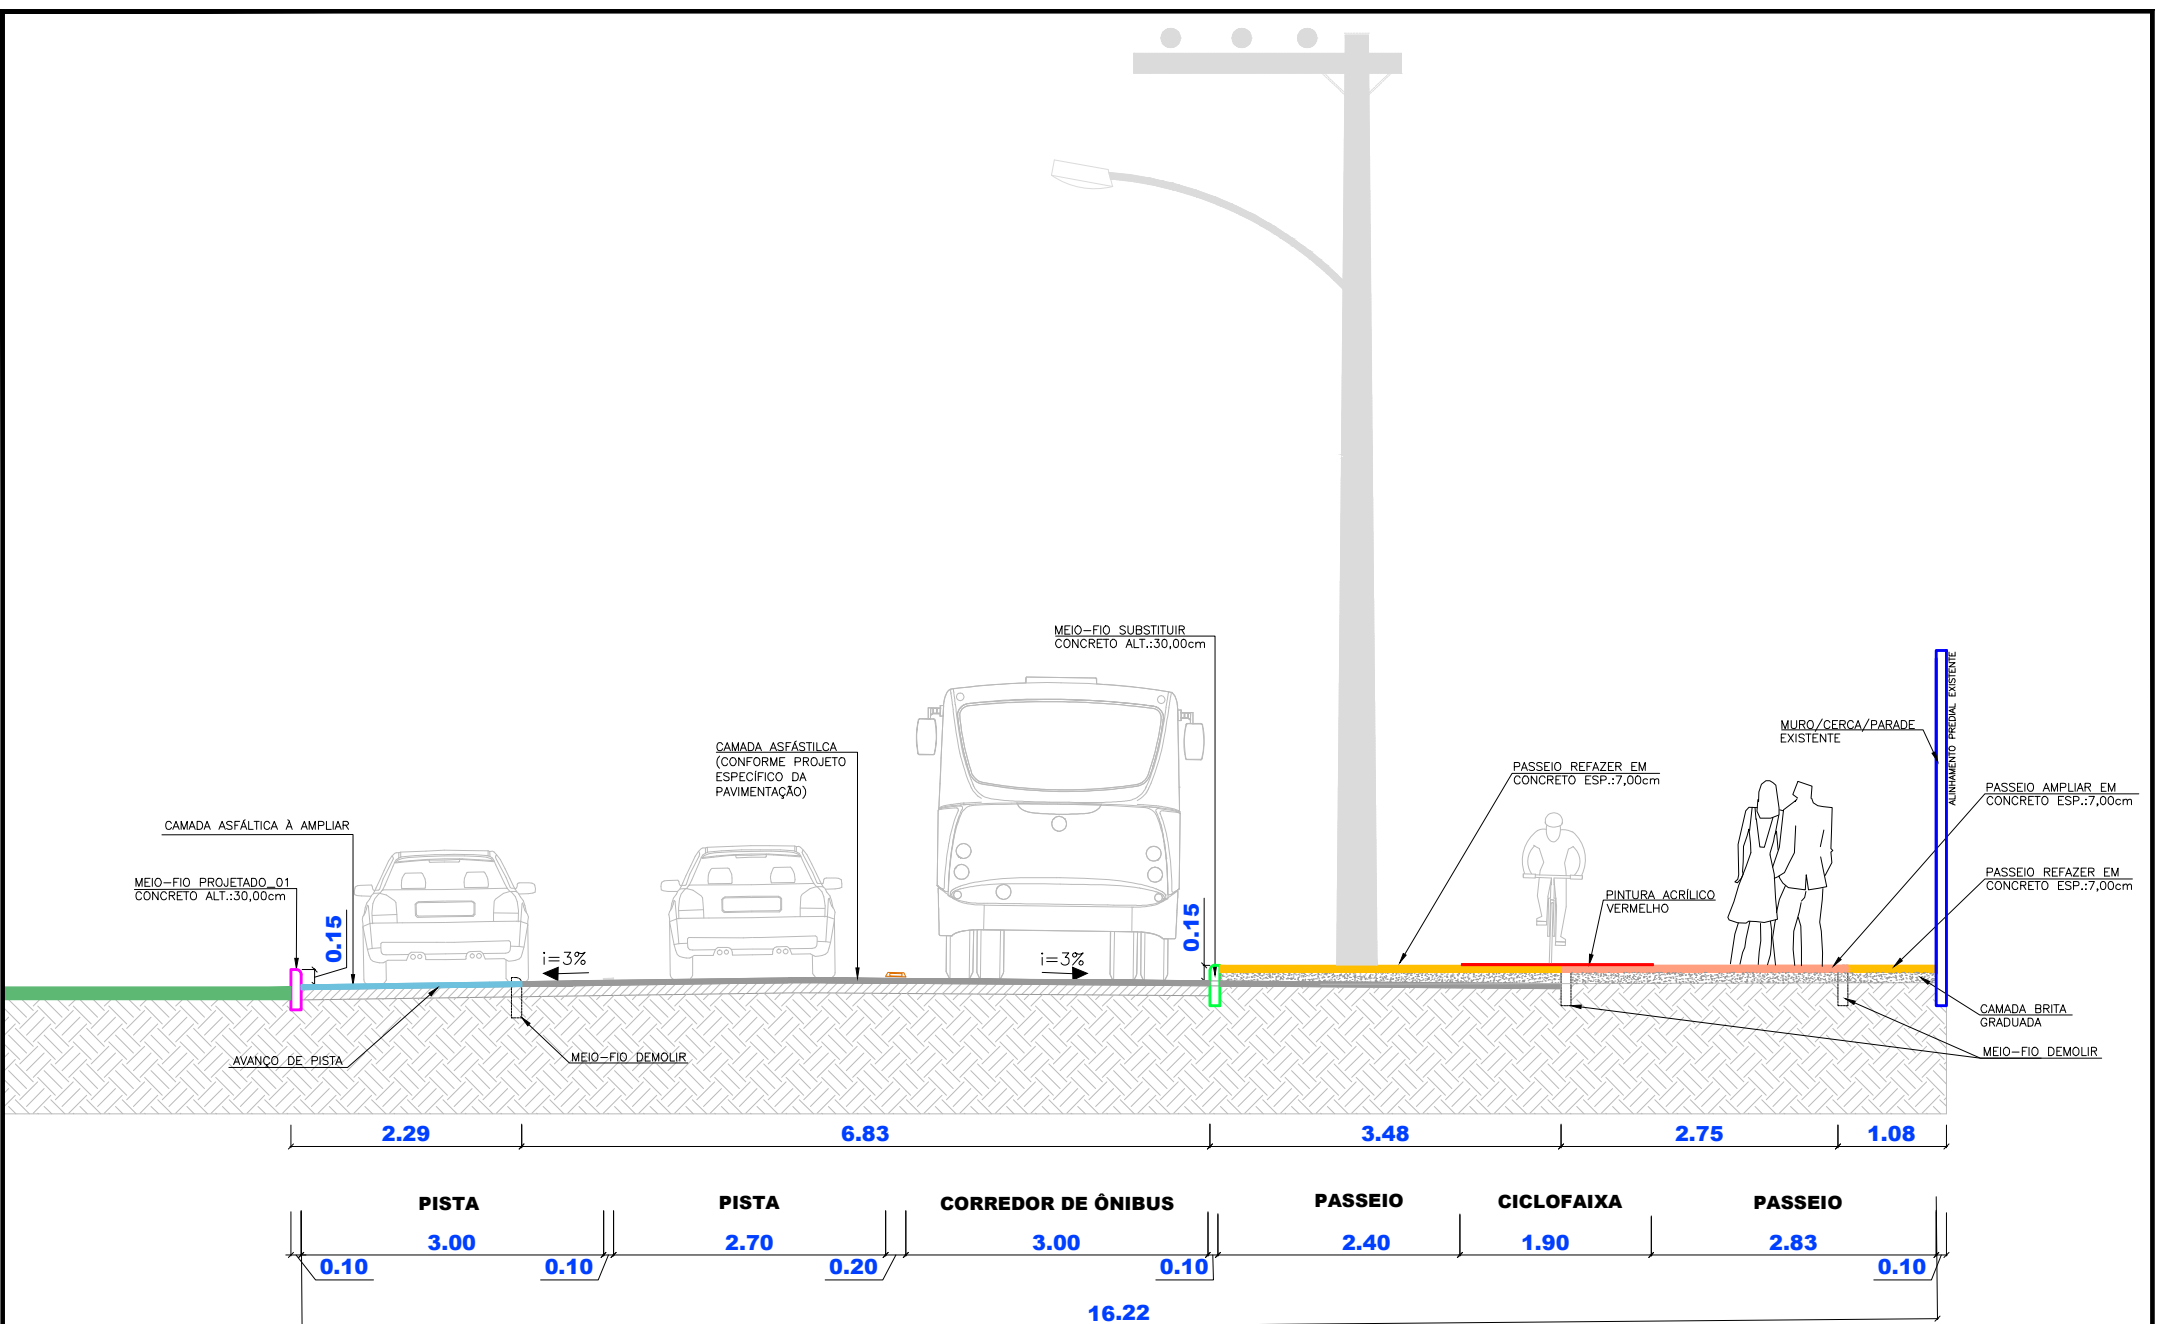 MEIO-FIO SUBSTITUIR
CONCRETO ALT.:30,00cm
ALINHAMENTO PREDIAL EXISTENTE
MURO/CERCA/PARADE
EXISTENTE
CAMADA ASFÁSTILCA
(CONFORME PROJETO
ESPECÍFICO DA
PAVIMENTAÇÃO)
PASSEIO REFAZER EM
CONCRETO ESP.:7,00cm
PASSEIO AMPLIAR EM
CONCRETO ESP.:7,00cm
CAMADA ASFÁLTICA À AMPLIAR
MEIO-FIO PROJETADO_01
CONCRETO ALT.:30,00cm
PASSEIO REFAZER EM
CONCRETO ESP.:7,00cm
PINTURA ACRÍLICO
VERMELHO
0.15
0.15
i=3%
i=3%
CAMADA BRITA
GRADUADA
AVANÇO DE PISTA
MEIO-FIO DEMOLIR
MEIO-FIO DEMOLIR
2.29 6.83 3.48 2.75 1.08
PISTA PISTA CORREDOR DE ÔNIBUS PASSEIO CICLOFAIXA PASSEIO
3.00 2.70 3.00 2.40 1.90 2.83
0.10 0.10 0.20 0.10 0.10
16.22